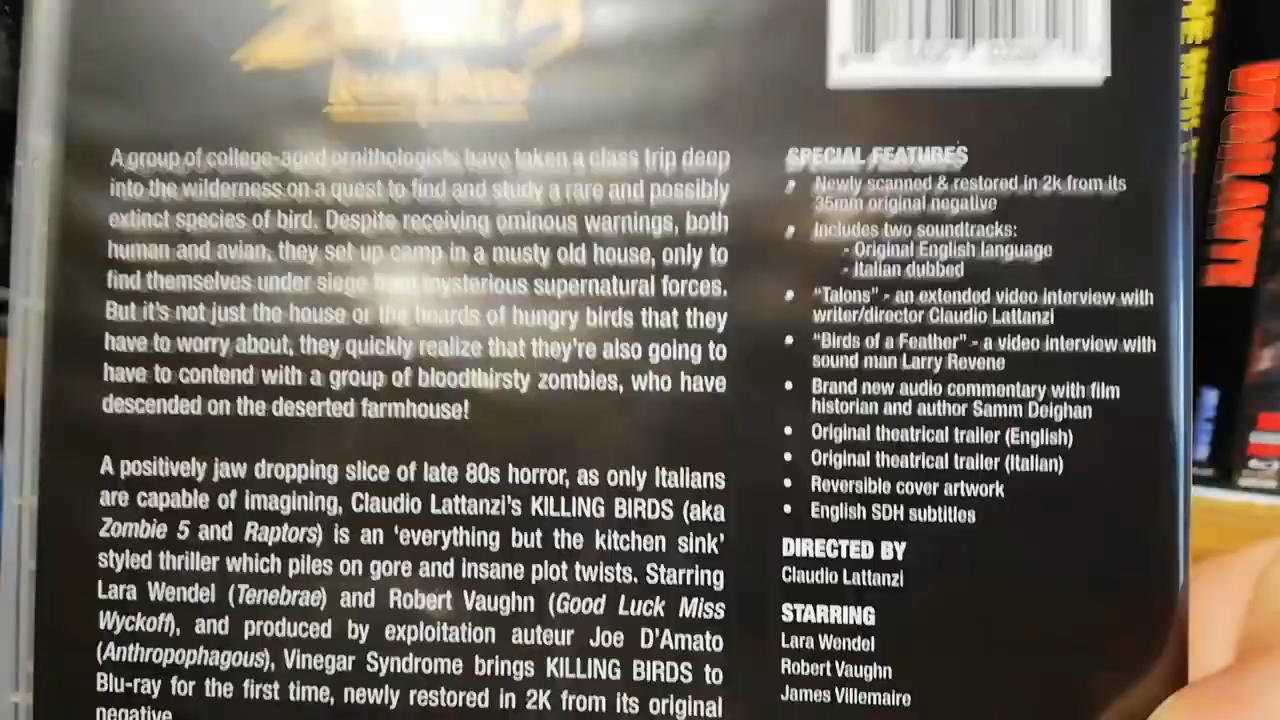 A group of college-aged ornithologists have taken a class trip deep
into the wilderness on a quest to find and study a rare and possibly
extinct species of bird. Despite receiving ominous warnings, both
human and avian, they set up camp in a musty old house, only to
find themselves under siege from mysterious supernatural forces.
But it's not just the house or the hoards of hungry birds that they
have to worry about, they quickly realize that they're also going to
have to contend with a group of bloodthirsty zombies, who have
descended on the deserted farmhouse!
A positively jaw dropping slice of late 80s horror, as only Italians
are capable of imagining, Claudio Lattanzi's KILLING BIRDS (aka
Zombie 5 and Raptors) is an 'everything but the kitchen sink'
styled thriller which piles on gore and insane plot twists. Starring
Lara Wendel (Tenebrae) and Robert Vaughn (Good Luck Miss
Wyckoff), and produced by exploitation auteur Joe D'Amato
(Anthropophagous), Vinegar Syndrome brings KILLING BIRDS to
Blu-ray for the first time, newly restored in 2K from its original
negative
SPECIAL FEATURES
• Newly scanned & restored in 2k from its
35mm original negative
• Includes two soundtracks:
- Original English language
- Italian dubbed
• "Talons" - an extended video interview with
writer/director Claudio Lattanzi
• "Birds of a Feather" - a video interview with
sound man Larry Revene
• Brand new audio commentary with film
historian and author Samm Deighan
• Original theatrical trailer (English)
• Original theatrical trailer (Italian)
• Reversible cover artwork
• English SDH subtitles
DIRECTED BY
Claudio Lattanzi
STARRING
Lara Wendel
Robert Vaughn
James Villemaire
VIGILANTE